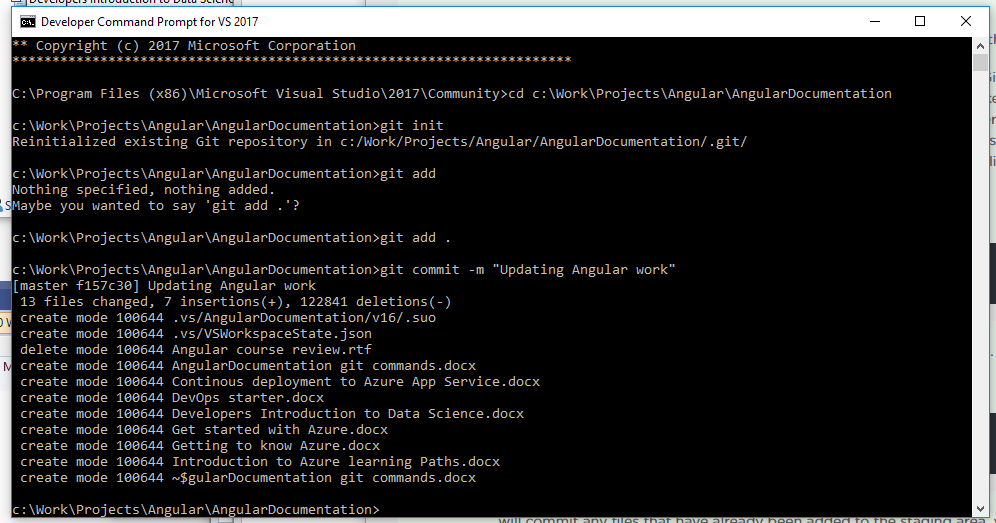 Developers Introduction to Data Science
Developer Command Prompt for VS 2017
** Copyright (c) 2017 Microsoft Corporation
**********************************************************************
C:\Program Files (x86)\Microsoft Visual Studio\2017\Community>cd c:\Work\Projects\Angular\AngularDocumentation
c:\Work\Projects\Angular\AngularDocumentation>git init
Reinitialized existing Git repository in c:/Work/Projects/Angular/AngularDocumentation/.git/
c:\Work\Projects\Angular\AngularDocumentation>git add
Nothing specified, nothing added.
Maybe you wanted to say 'git add .'?
c:\Work\Projects\Angular\AngularDocumentation>git add .
c:\Work\Projects\Angular\AngularDocumentation>git commit -m "Updating Angular work"
[master f157c30] Updating Angular work
13 files changed, 7 insertions(+), 122841 deletions(-)
create mode 100644 .vs/AngularDocumentation/v16/.suo
create mode 100644 .vs/VSWorkspaceState.json
delete mode 100644 Angular course review.rtf
create mode 100644 AngularDocumentation git commands.docx
create mode 100644 Continous deployment to Azure App Service.docx
create mode 100644 DevOps starter.docx
create mode 100644 Developers Introduction to Data Science.docx
create mode 100644 Get started with Azure.docx
create mode 100644 Getting to know Azure.docx
create mode 100644 Introduction to Azure learning Paths.docx
create mode 100644 ~$gularDocumentation git commands.docx
c:\Work\Projects\Angular\AngularDocumentation>
will commit any files that have already been added to the staging area,